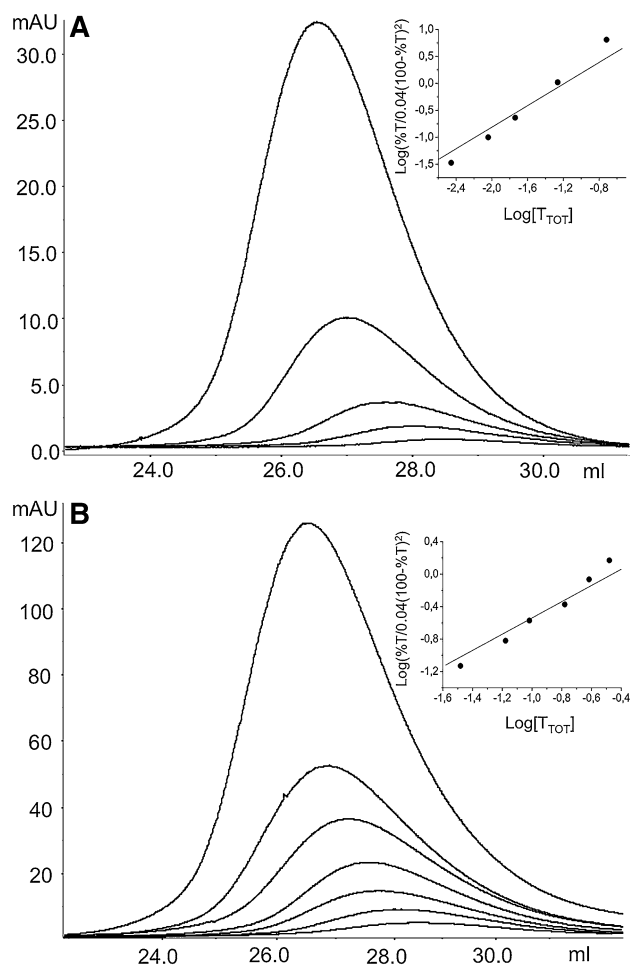 mAU A
30.0
25.0
20.0
15.0
10.0
5.0
0.0
24.0 26.0 28.0 30.0 ml
Log(%T/0.04(100-%T)²)
1,0
0,5
0,0
-0,5
-1,0
-1,5
-2,4 -2,0 -1,6 -1,2 -0,8
Log[T_TOT]
mAU B
120
100
80
60
40
20
24.0 26.0 28.0 30.0 ml
Log(%T/0.04(100-%T)²)
0,4
0,0
-0,4
-0,8
-1,2
-1,6 -1,4 -1,2 -1,0 -0,8 -0,6 -0,4
Log[T_TOT]